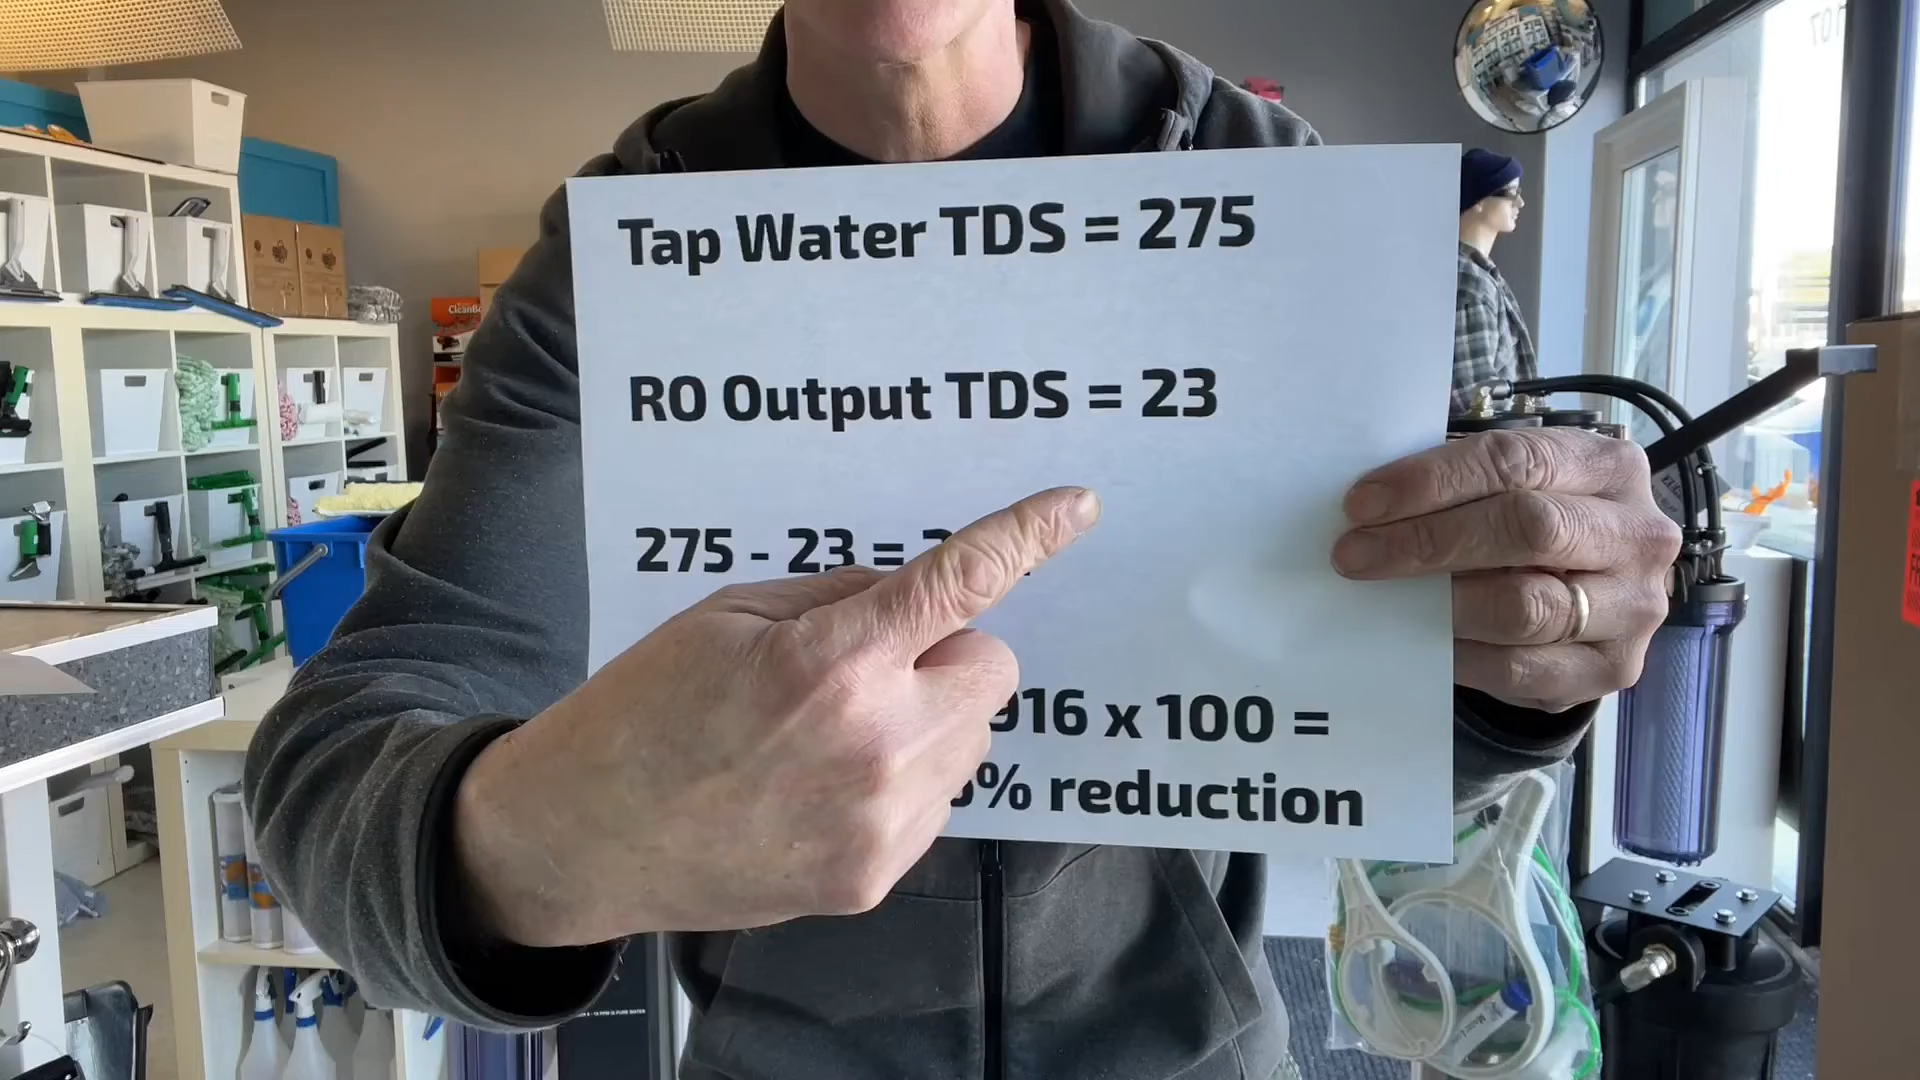 Tap Water TDS = 275
RO Output TDS = 23
275 - 23 =
916 x 100 =
% reduction